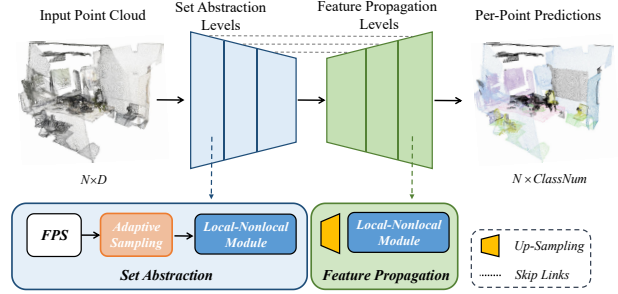 Input Point Cloud
Set Abstraction
Levels
Feature Propagation
Levels
Per-Point Predictions
N×D
N×ClassNum
FPS
Adaptive
Sampling
Local-Nonlocal
Module
Set Abstraction
Local-Nonlocal
Module
Feature Propagation
Up-Sampling
Skip Links